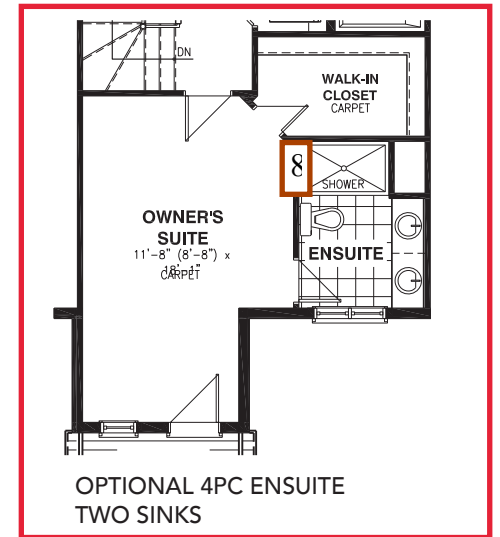 DN
WALK-IN
CLOSET
CARPET
8
SHOWER
OWNER'S
SUITE
11'-8" (8'-8") x
18'-1"
CARPET
ENSUITE
OPTIONAL 4PC ENSUITE
TWO SINKS